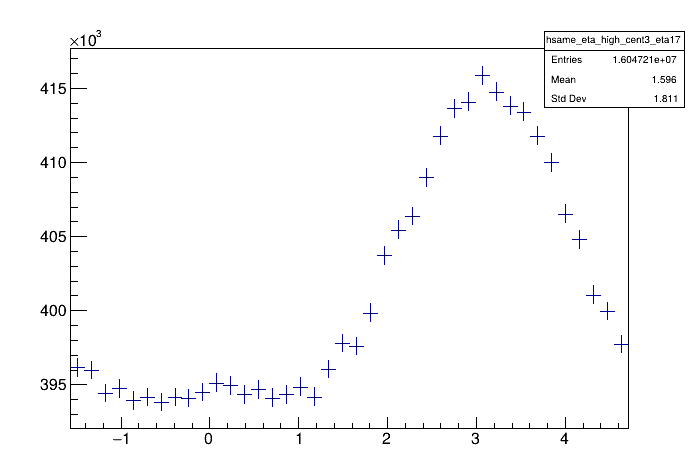 ×10³
hsame_eta_high_cent3_eta17
Entries 1.604721e+07
Mean 1.596
Std Dev 1.811
415
410
405
400
395
−1 0 1 2 3 4